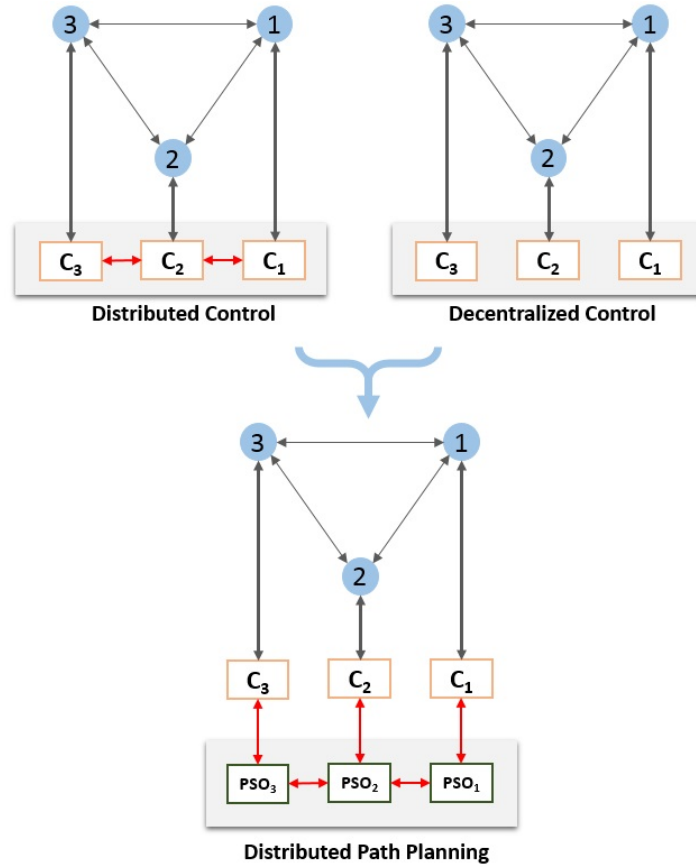 3 1 3 1
2 2
C₃ C₂ C₁ C₃ C₂ C₁
Distributed Control Decentralized Control
3 1
2
C₃ C₂ C₁
PSO₃ PSO₂ PSO₁
Distributed Path Planning